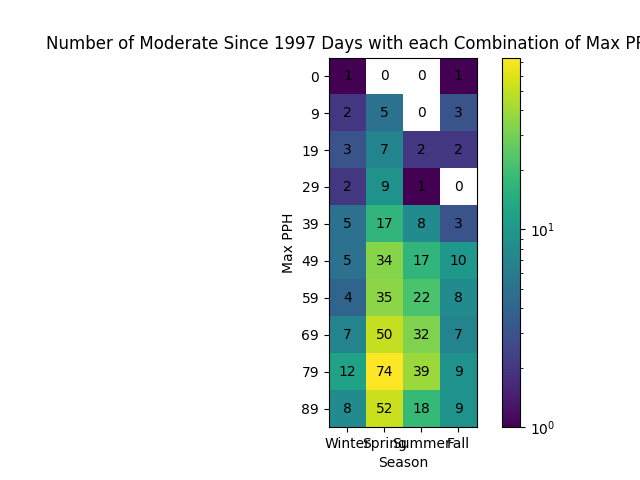 Number of Moderate Since 1997 Days with each Combination of Max PPH
0 1 0 0 1
9 2 5 0 3
19 3 7 2 2
29 2 9 1 0
39 5 17 8 3
49 5 34 17 10
59 4 35 22 8
69 7 50 32 7
79 12 74 39 9
89 8 52 18 9
Max PPH
Winter Spring Summer Fall
Season
10¹
10⁰